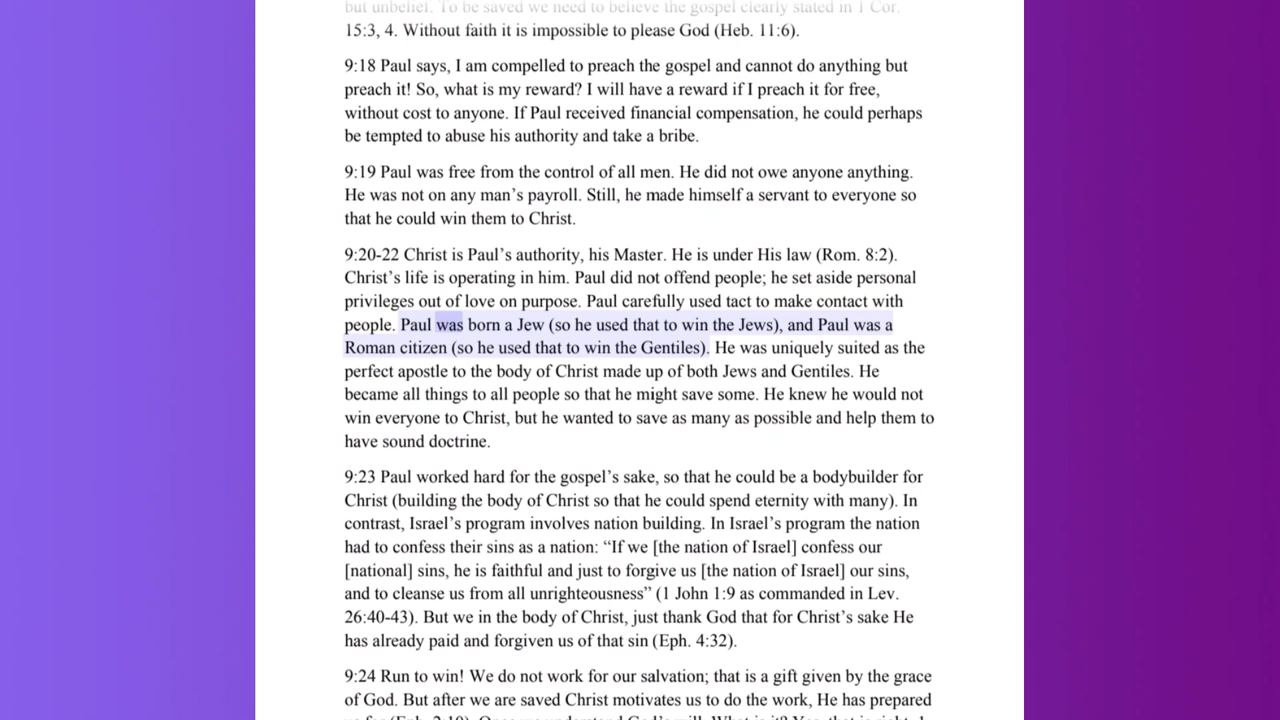 but unbelief. To be saved we need to believe the gospel clearly stated in 1 Cor.
15:3, 4. Without faith it is impossible to please God (Heb. 11:6).
9:18 Paul says, I am compelled to preach the gospel and cannot do anything but
preach it! So, what is my reward? I will have a reward if I preach it for free,
without cost to anyone. If Paul received financial compensation, he could perhaps
be tempted to abuse his authority and take a bribe.
9:19 Paul was free from the control of all men. He did not owe anyone anything.
He was not on any man’s payroll. Still, he made himself a servant to everyone so
that he could win them to Christ.
9:20-22 Christ is Paul’s authority, his Master. He is under His law (Rom. 8:2).
Christ’s life is operating in him. Paul did not offend people; he set aside personal
privileges out of love on purpose. Paul carefully used tact to make contact with
people. Paul was born a Jew (so he used that to win the Jews), and Paul was a
Roman citizen (so he used that to win the Gentiles). He was uniquely suited as the
perfect apostle to the body of Christ made up of both Jews and Gentiles. He
became all things to all people so that he might save some. He knew he would not
win everyone to Christ, but he wanted to save as many as possible and help them to
have sound doctrine.
9:23 Paul worked hard for the gospel’s sake, so that he could be a bodybuilder for
Christ (building the body of Christ so that he could spend eternity with many). In
contrast, Israel’s program involves nation building. In Israel’s program the nation
had to confess their sins as a nation: “If we [the nation of Israel] confess our
[national] sins, he is faithful and just to forgive us [the nation of Israel] our sins,
and to cleanse us from all unrighteousness” (1 John 1:9 as commanded in Lev.
26:40-43). But we in the body of Christ, just thank God that for Christ’s sake He
has already paid and forgiven us of that sin (Eph. 4:32).
9:24 Run to win! We do not work for our salvation; that is a gift given by the grace
of God. But after we are saved Christ motivates us to do the work, He has prepared